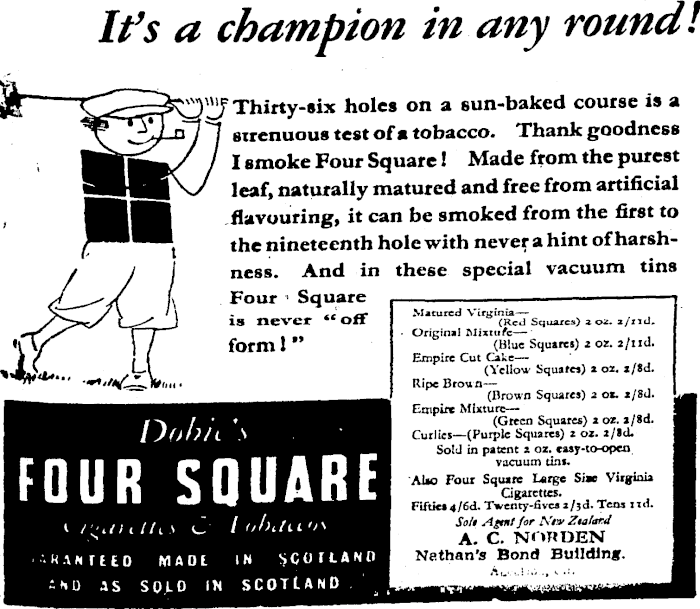 It's a champion in any round!
Thirty-six holes on a sun-baked course is a
strenuous test of a tobacco. Thank goodness
I smoke Four Square! Made from the purest
leaf, naturally matured and free from artificial
flavouring, it can be smoked from the first to
the nineteenth hole with never a hint of harsh-
ness. And in these special vacuum tins
Four Square
is never "off
form!"
Matured Virginia—
(Red Squares) 2 oz. 2/11d.
Original Mixture—
(Blue Squares) 2 oz. 2/11d.
Empire Cut Cake—
(Yellow Squares) 2 oz. 2/8d.
Ripe Brown—
(Brown Squares) 2 oz. 2/8d.
Empire Mixture—
(Green Squares) 2 oz. 2/8d.
Curlies—(Purple Squares) 2 oz. 2/8d.
Sold in patent 2 oz. easy-to-open
vacuum tins.
Also Four Square Large Size Virginia
Cigarettes.
Fifties 4/6d. Twenty-fives 2/3d. Tens 11d.
Sole Agent for New Zealand
A. C. NORDEN
Nathan's Bond Building.
Dobie's
FOUR SQUARE
Cigarettes & Tobaccos
GUARANTEED MADE IN SCOTLAND
AND AS SOLD IN SCOTLAND